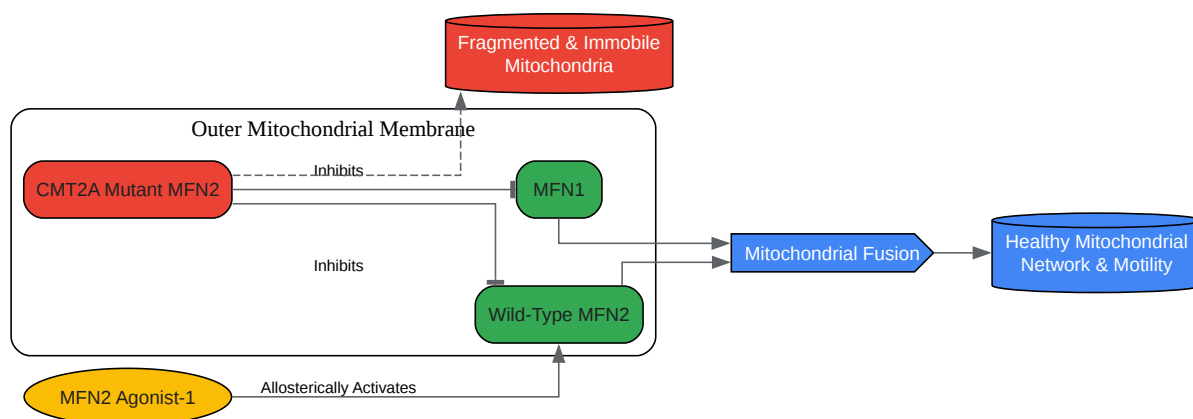 Fragmented & Immobile
Mitochondria
Outer Mitochondrial Membrane
CMT2A Mutant MFN2
Inhibits
MFN1
Inhibits
Wild-Type MFN2
Mitochondrial Fusion
Healthy Mitochondrial
Network & Motility
MFN2 Agonist-1
Allosterically Activates